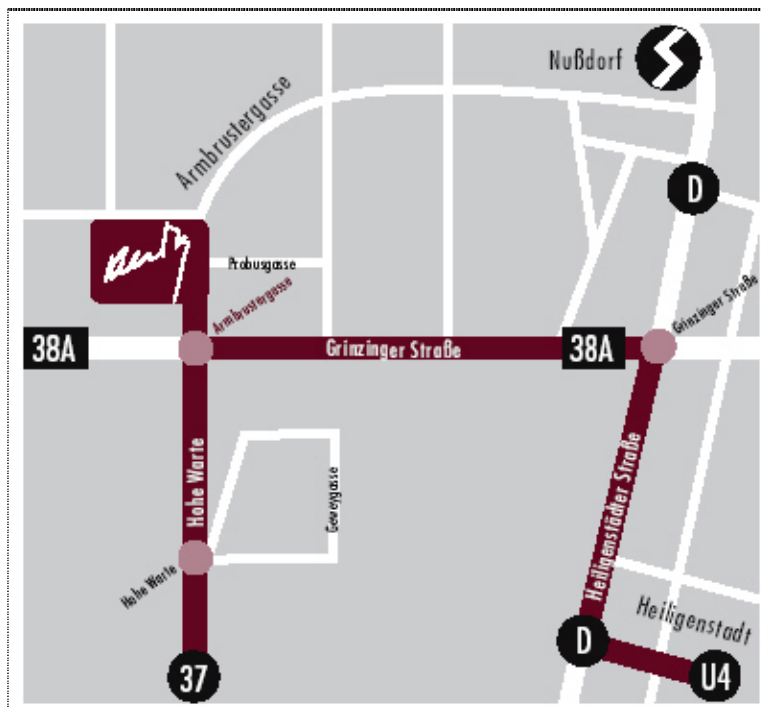 Nußdorf
Armbrustergasse
D
Probusgasse
Armbrustergasse
Grinzinger Straße
38A
Grinzinger Straße
38A
Hohe Warte
Geweygasse
Heiligenstädter Straße
Hohe Warte
Heiligenstadt
D
37
U4